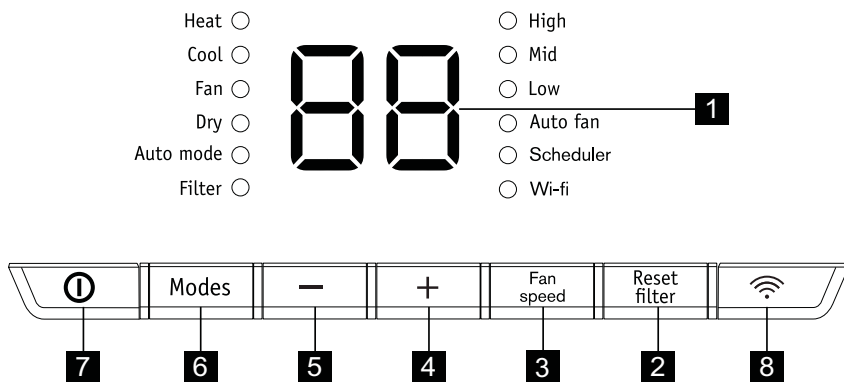 Heat
Cool
Fan
Dry
Auto mode
Filter
88
High
Mid
Low
Auto fan
Scheduler
Wi-fi
1
Modes
−
+
Fan
speed
Reset
filter
7
6
5
4
3
2
8